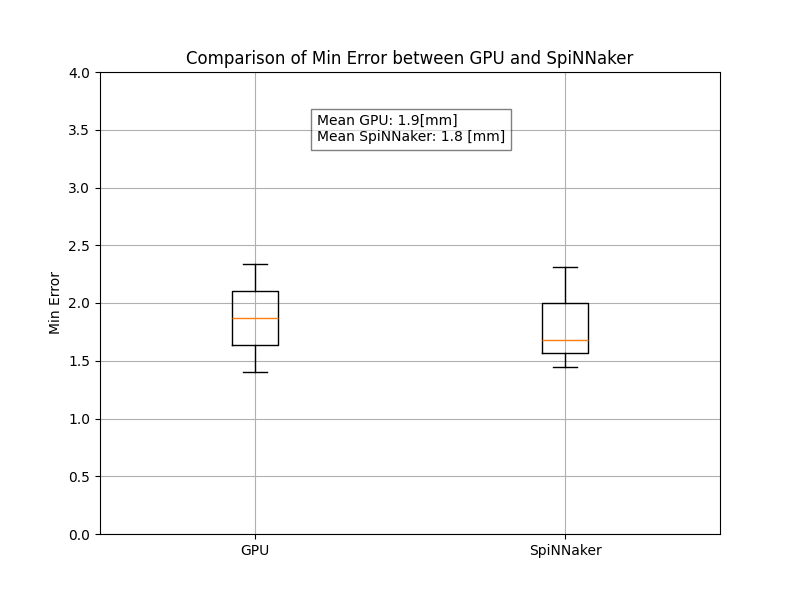 Comparison of Min Error between GPU and SpiNNaker
4.0
Mean GPU: 1.9[mm]
Mean SpiNNaker: 1.8 [mm]
3.5
3.0
2.5
2.0
1.5
1.0
0.5
0.0
Min Error
GPU
SpiNNaker